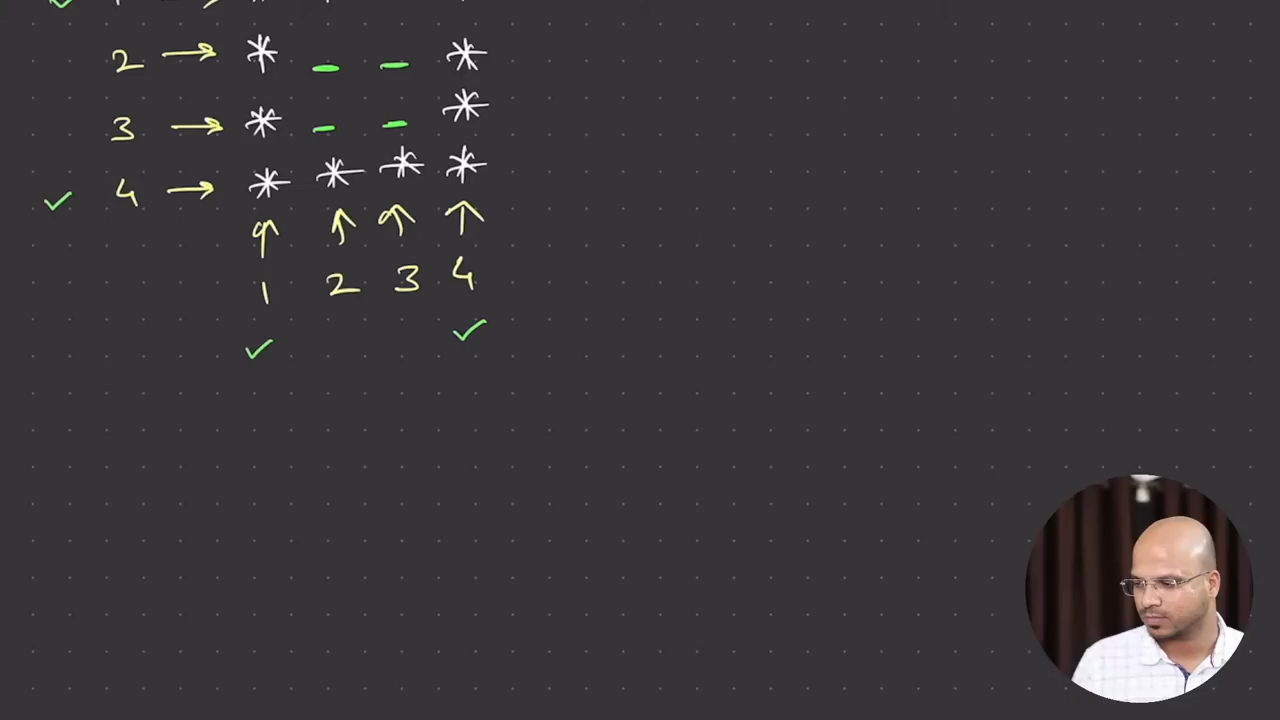 2 → * - - *
3 → * - - *
✓ 4 → * * * *
↑ ↑ ↑ ↑
1 2 3 4
✓ ✓